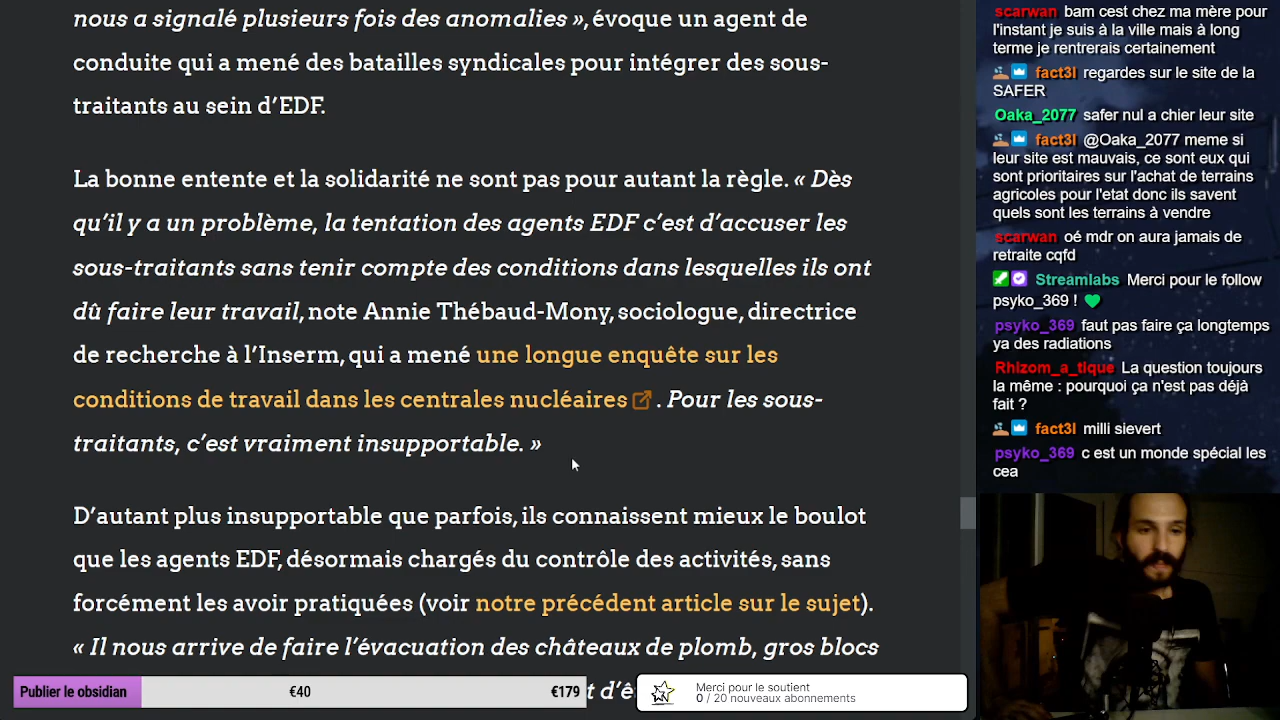 nous a signalé plusieurs fois des anomalies », évoque un agent de
conduite qui a mené des batailles syndicales pour intégrer des sous-
traitants au sein d’EDF.
La bonne entente et la solidarité ne sont pas pour autant la règle. « Dès
qu’il y a un problème, la tentation des agents EDF c’est d’accuser les
sous-traitants sans tenir compte des conditions dans lesquelles ils ont
dû faire leur travail, note Annie Thébaud-Mony, sociologue, directrice
de recherche à l’Inserm, qui a mené une longue enquête sur les
conditions de travail dans les centrales nucléaires . Pour les sous-
traitants, c’est vraiment insupportable. »
D’autant plus insupportable que parfois, ils connaissent mieux le boulot
que les agents EDF, désormais chargés du contrôle des activités, sans
forcément les avoir pratiquées (voir notre précédent article sur le sujet).
« Il nous arrive de faire l’évacuation des châteaux de plomb, gros blocs
Publier le obsidian €40 €179
Merci pour le soutient
0 / 20 nouveaux abonnements
scarwan bam cest chez ma mère pour
l'instant je suis à la ville mais à long
terme je rentrerais certainement
fact3l regardes sur le site de la
SAFER
Oaka_2077 safer nul a chier leur site
fact3l @Oaka_2077 meme si
leur site est mauvais, ce sont eux qui
sont prioritaires sur l'achat de terrains
agricoles pour l'etat donc ils savent
quels sont les terrains à vendre
scarwan oé mdr on aura jamais de
retraite cqfd
Streamlabs Merci pour le follow
psyko_369 !
psyko_369 faut pas faire ça longtemps
ya des radiations
Rhizom_a_tique La question toujours
la même : pourquoi ça n'est pas déjà
fait ?
fact3l milli sievert
psyko_369 c est un monde spécial les
cea